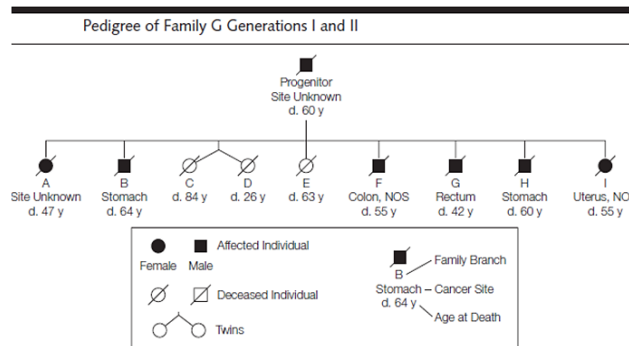 Pedigree of Family G Generations I and II
Progenitor
Site Unknown
d. 60 y
A B C D E F G H I
Site Unknown Stomach d. 84 y d. 26 y d. 63 y Colon, NOS Rectum Stomach Uterus, NO
d. 47 y d. 64 y d. 55 y d. 42 y d. 60 y d. 55 y
Affected Individual
Female Male
Deceased Individual
Twins
Family Branch
B
Stomach – Cancer Site
d. 64 y
Age at Death